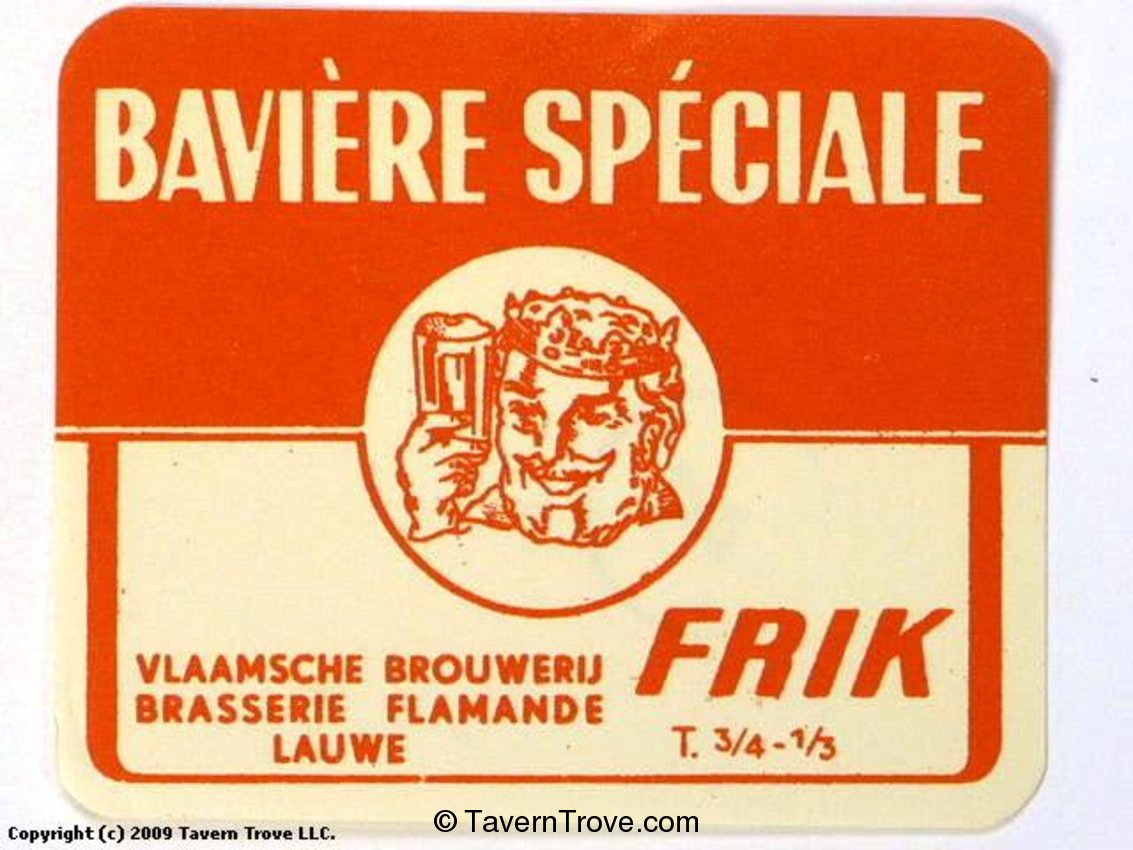 BAVIÈRE SPÉCIALE
VLAAMSCHE BROUWERIJ
BRASSERIE FLAMANDE
LAUWE
FRIK
T. 3/4 - 1/3
Copyright (c) 2009 Tavern Trove LLC.
© TavernTrove.com